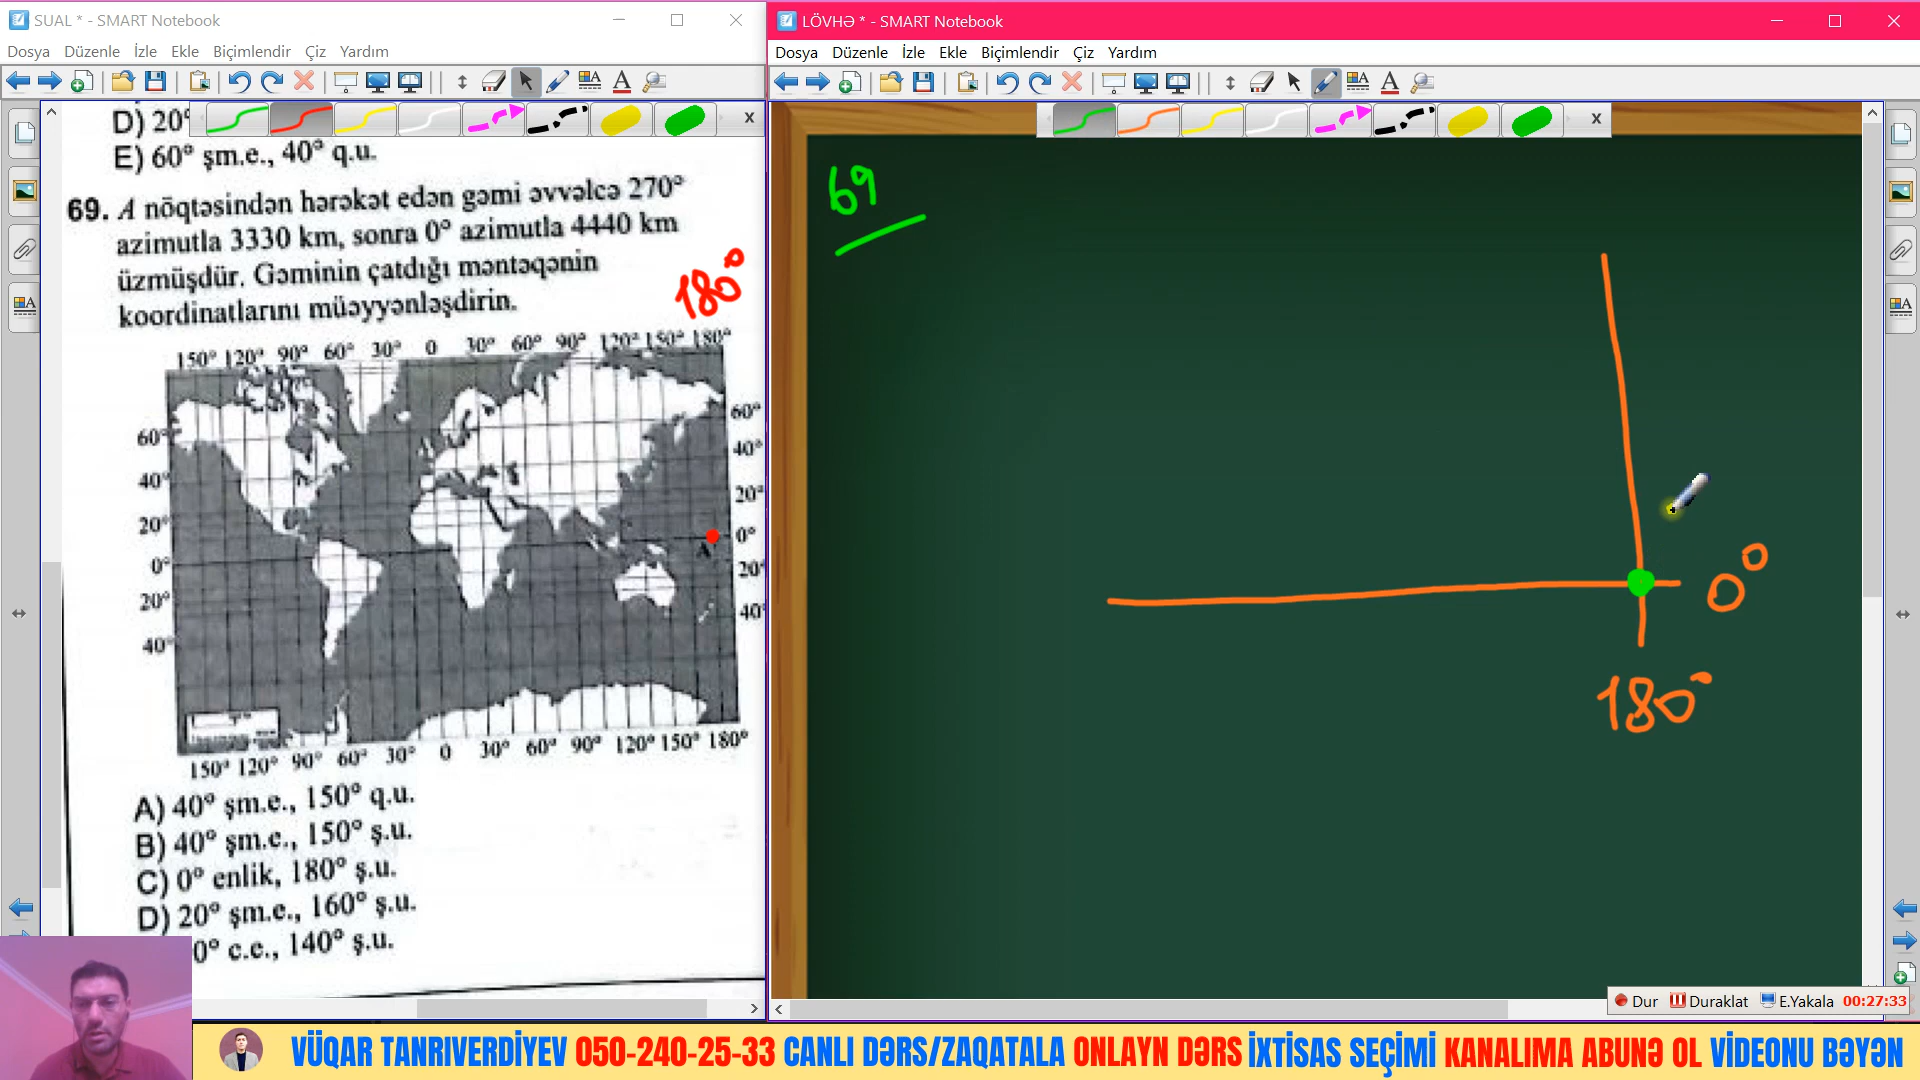 SUAL * - SMART Notebook
Dosya Düzenle İzle Ekle Biçimlendir Çiz Yardım
D) 20°
E) 60° şm.e., 40° q.u.
69. A nöqtəsindən hərəkət edən gəmi əvvəlcə 270°
azimutla 3330 km, sonra 0° azimutla 4440 km
üzmüşdür. Gəminin çatdığı məntəqənin
koordinatlarını müəyyənləşdirin.
180°
150° 120° 90° 60° 30° 0 30° 60° 90° 120° 150° 180°
60° 60°
40° 40°
20° 20°
0° 0°
A
20° 20°
40° 40°
150° 120° 90° 60° 30° 0 30° 60° 90° 120° 150° 180°
A) 40° şm.e., 150° q.u.
B) 40° şm.e., 150° ş.u.
C) 0° enlik, 180° ş.u.
D) 20° şm.e., 160° ş.u.
0° c.e., 140° ş.u.
LÖVHƏ * - SMART Notebook
Dosya Düzenle İzle Ekle Biçimlendir Çiz Yardım
69
0°
180°
Dur Duraklat E.Yakala 00:27:33
VÜQAR TANRIVERDİYEV 050-240-25-33 CANLI DƏRS/ZAQATALA ONLAYN DƏRS İXTİSAS SEÇİMİ KANALIMA ABUNƏ OL VİDEONU BƏYƏN